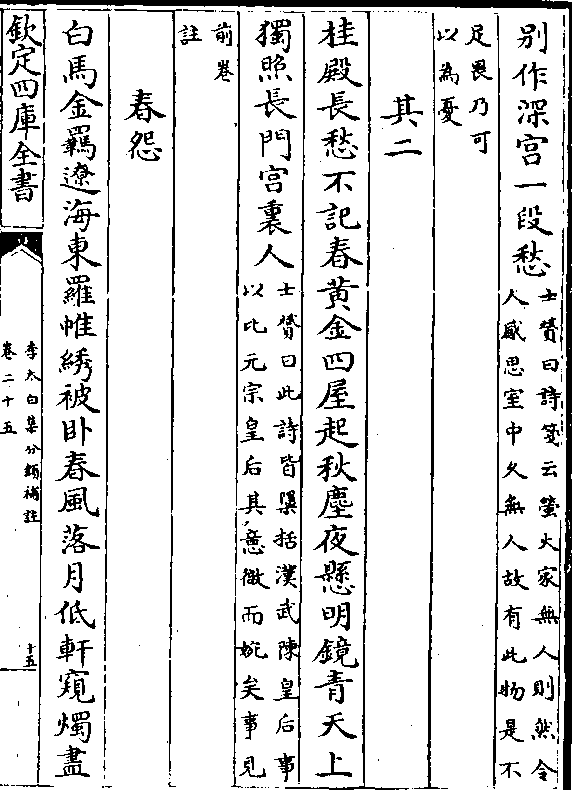 别作深宫一段愁士贇曰詩箋云螢火家無人則然令
人感思室中久無人故有此物是不
足畏乃可
以為憂
其二
桂殿長愁不記春黃金四屋起秋塵夜懸明鏡青天上
獨照長門宫裏人士贇曰此詩皆櫽括漢武陳皇后事
以比元宗皇后其意微而婉矣事見
前卷
註
春怨
白馬金羈遼海東羅帷綉被卧春風落月低軒窺燭盡
欽定四庫全書
李太白集分類補註
卷二十五
十五